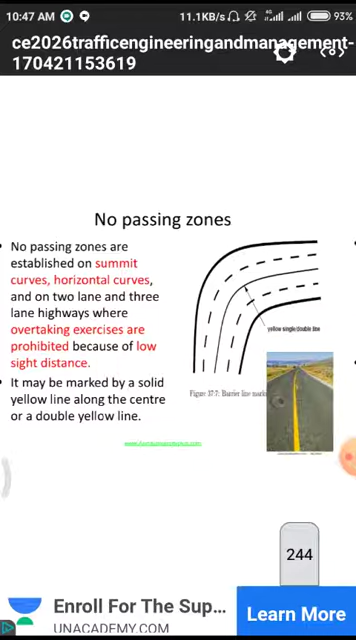 10:47 AM
11.1KB/s
93%
ce2026trafficengineeringandmanagement-
170421153619
No passing zones
• No passing zones are
established on summit
curves, horizontal curves,
and on two lane and three
lane highways where
overtaking exercises are
prohibited because of low
sight distance.
• It may be marked by a solid
yellow line along the centre
or a double yellow line.
yellow single/double line
Figure 37:7: Barrier line mark
244
Enroll For The Sup...
UNACADEMY.COM
Learn More